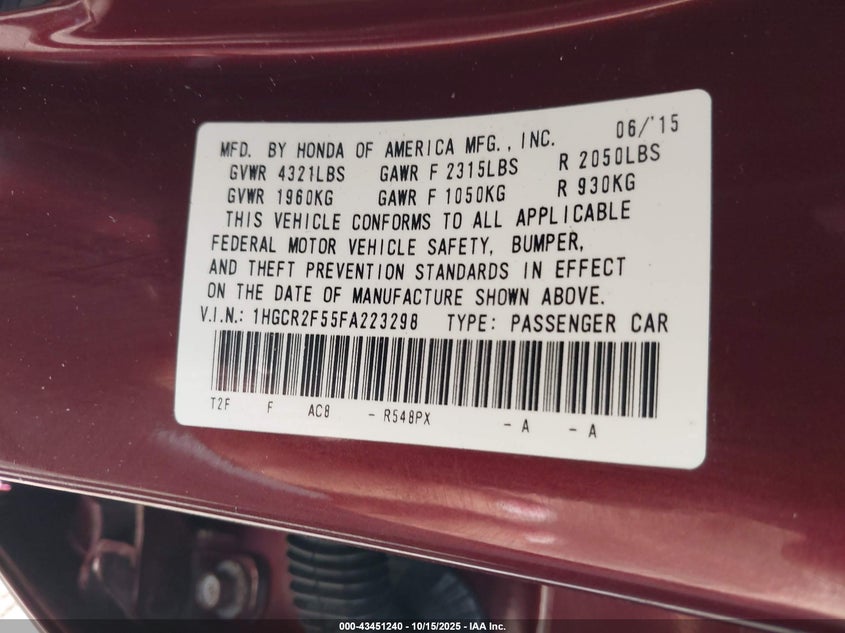 06/'15
MFD. BY HONDA OF AMERICA MFG., INC.
GVWR 4321LBS GAWR F 2315LBS R 2050LBS
GVWR 1960KG GAWR F 1050KG R 930KG
THIS VEHICLE CONFORMS TO ALL APPLICABLE
FEDERAL MOTOR VEHICLE SAFETY, BUMPER,
AND THEFT PREVENTION STANDARDS IN EFFECT
ON THE DATE OF MANUFACTURE SHOWN ABOVE.
V.I.N.: 1HGCR2F55FA223298 TYPE: PASSENGER CAR
T2F F AC8 - R548PX - A - A
000-43451240 - 10/15/2025 - IAA Inc.